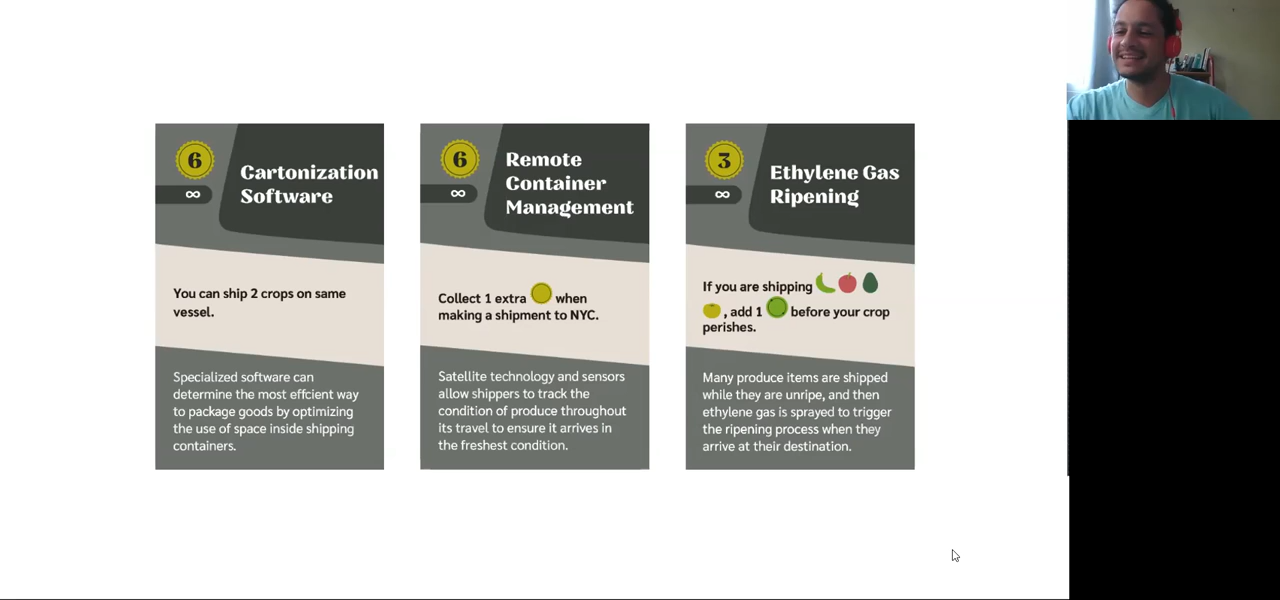 6
∞
Cartonization
Software
You can ship 2 crops on same
vessel.
Specialized software can
determine the most effcient way
to package goods by optimizing
the use of space inside shipping
containers.
6
∞
Remote
Container
Management
Collect 1 extra when
making a shipment to NYC.
Satellite technology and sensors
allow shippers to track the
condition of produce throughout
its travel to ensure it arrives in
the freshest condition.
3
∞
Ethylene Gas
Ripening
If you are shipping
, add 1 before your crop
perishes.
Many produce items are shipped
while they are unripe, and then
ethylene gas is sprayed to trigger
the ripening process when they
arrive at their destination.